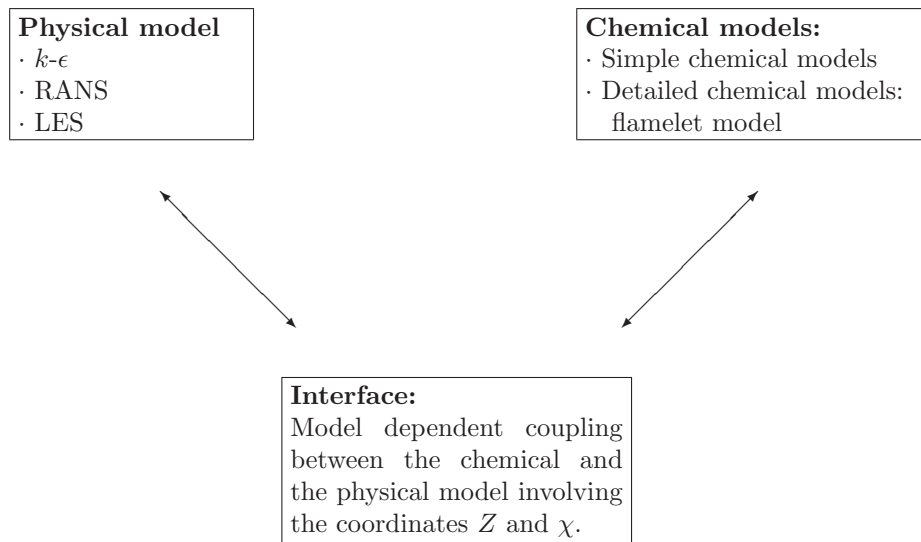 Physical model
· k-ϵ
· RANS
· LES
Chemical models:
· Simple chemical models
· Detailed chemical models:
flamelet model
Interface:
Model dependent coupling
between the chemical and
the physical model involving
the coordinates Z and χ.